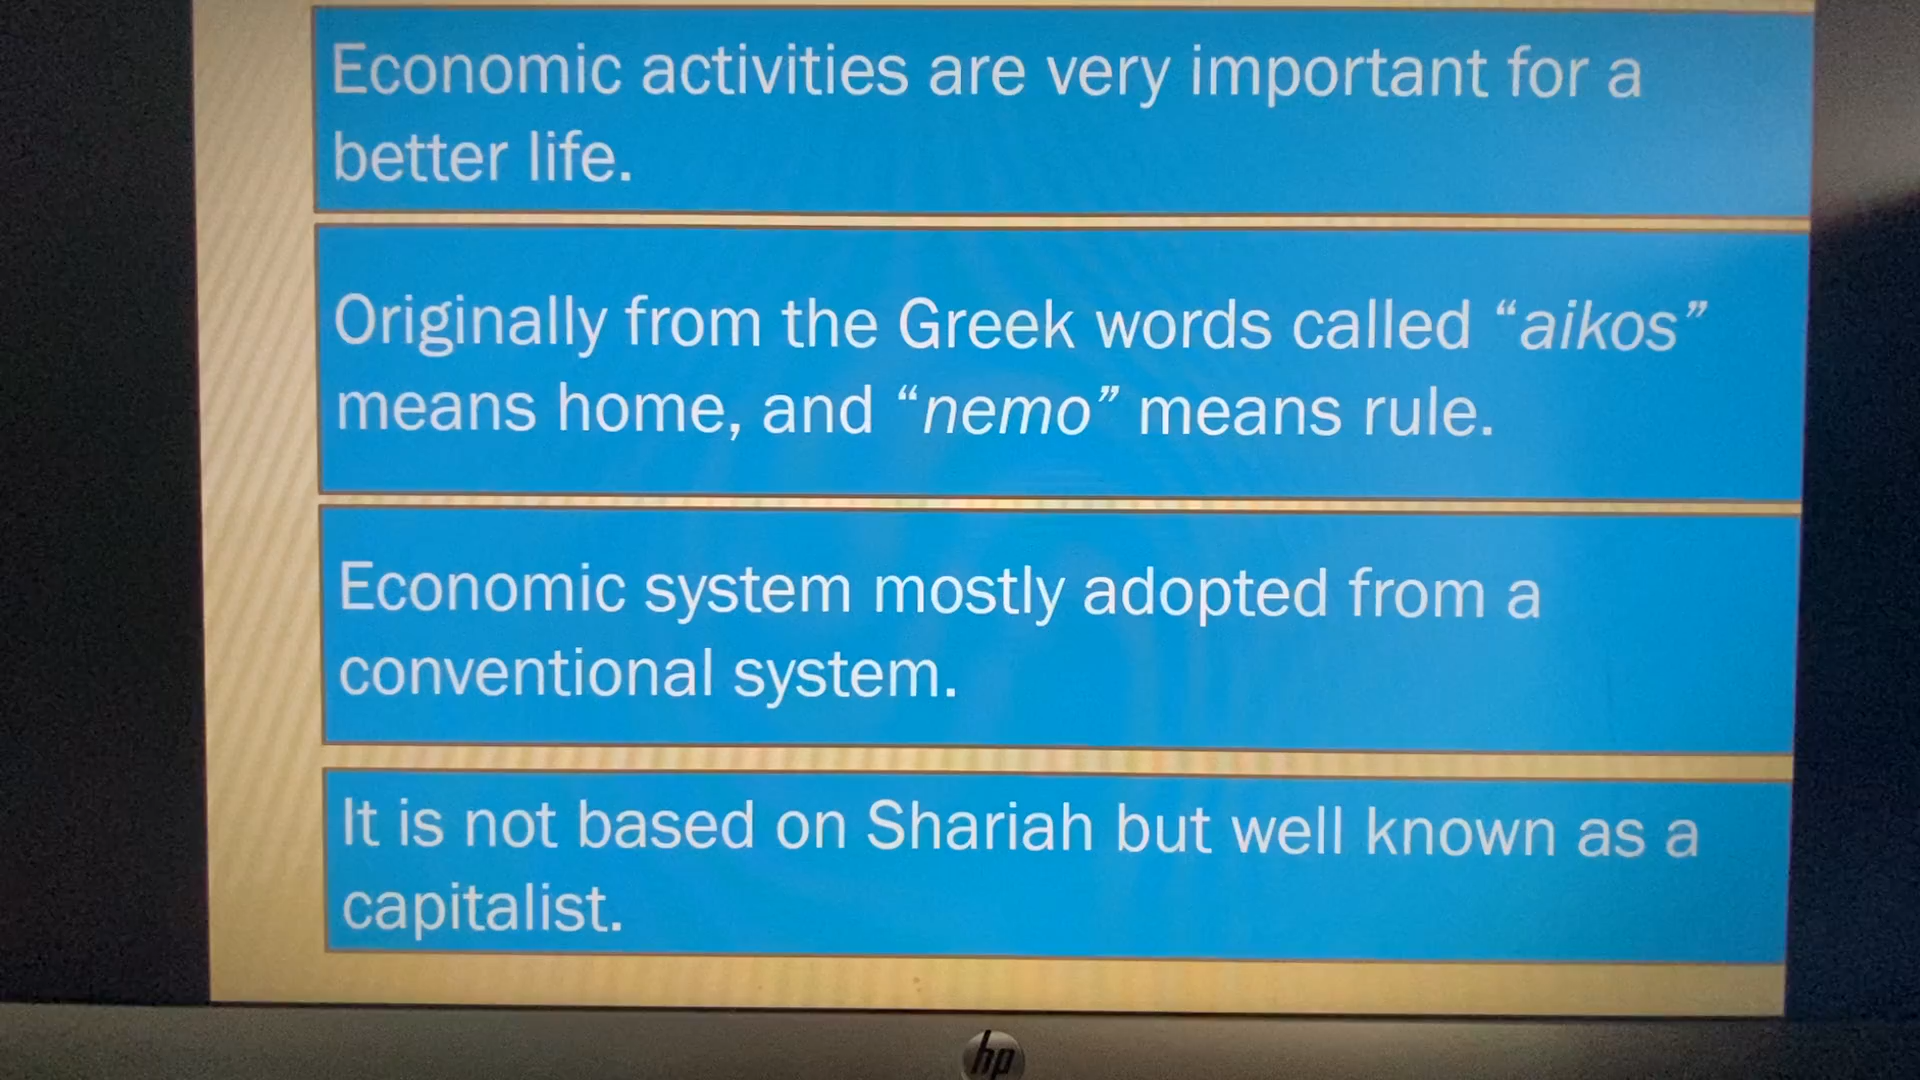 Economic activities are very important for a
better life.
Originally from the Greek words called “aikos”
means home, and “nemo” means rule.
Economic system mostly adopted from a
conventional system.
It is not based on Shariah but well known as a
capitalist.
hp